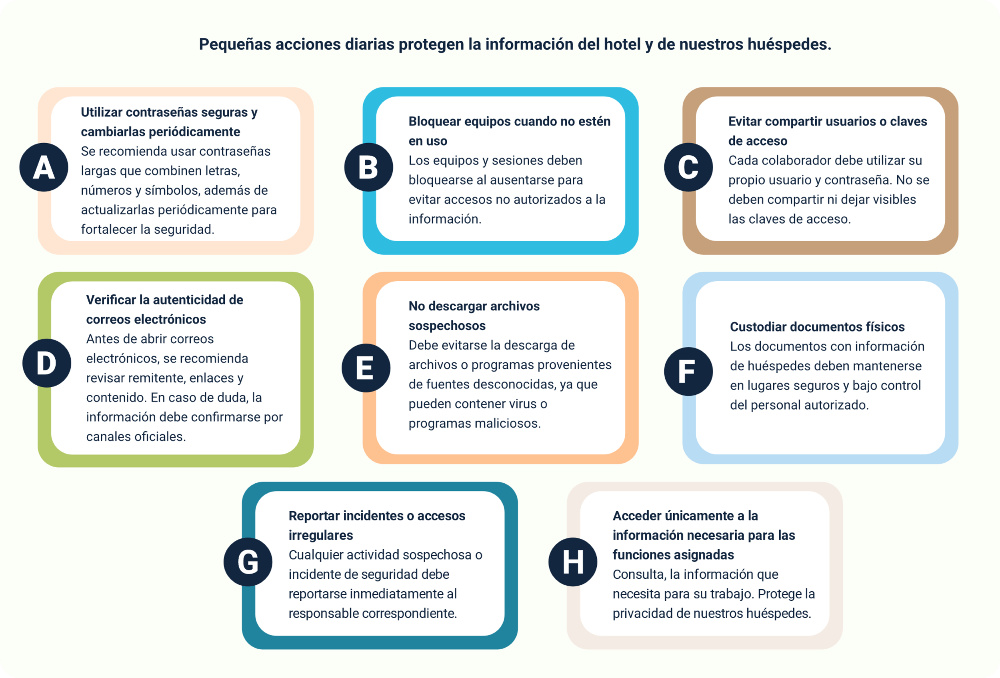 Pequeñas acciones diarias protegen la información del hotel y de nuestros huéspedes.
A
Utilizar contraseñas seguras y
cambiarlas periódicamente
Se recomienda usar contraseñas
largas que combinen letras,
números y símbolos, además de
actualizarlas periódicamente para
fortalecer la seguridad.
B
Bloquear equipos cuando no estén
en uso
Los equipos y sesiones deben
bloquearse al ausentarse para
evitar accesos no autorizados a la
información.
C
Evitar compartir usuarios o claves
de acceso
Cada colaborador debe utilizar su
propio usuario y contraseña. No se
deben compartir ni dejar visibles
las claves de acceso.
D
Verificar la autenticidad de
correos electrónicos
Antes de abrir correos
electrónicos, se recomienda
revisar remitente, enlaces y
contenido. En caso de duda, la
información debe confirmarse por
canales oficiales.
E
No descargar archivos
sospechosos
Debe evitarse la descarga de
archivos o programas provenientes
de fuentes desconocidas, ya que
pueden contener virus o
programas maliciosos.
F
Custodiar documentos físicos
Los documentos con información
de huéspedes deben mantenerse
en lugares seguros y bajo control
del personal autorizado.
G
Reportar incidentes o accesos
irregulares
Cualquier actividad sospechosa o
incidente de seguridad debe
reportarse inmediatamente al
responsable correspondiente.
H
Acceder únicamente a la
información necesaria para las
funciones asignadas
Consulta, la información que
necesita para su trabajo. Protege la
privacidad de nuestros huéspedes.